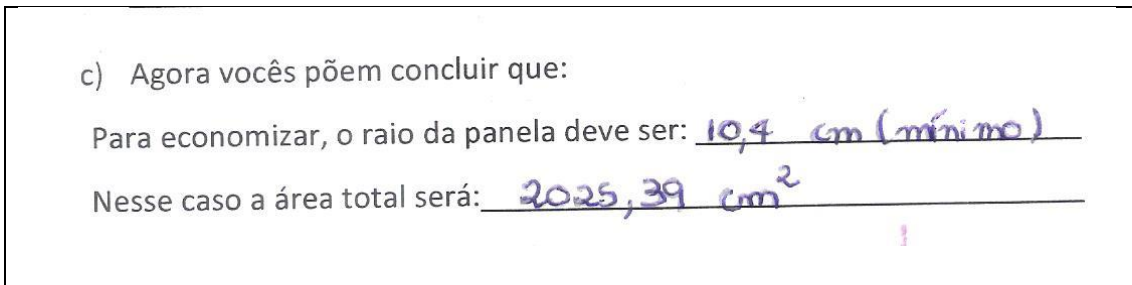 c) Agora vocês põem concluir que:
Para economizar, o raio da panela deve ser: 10,4 cm (mínimo)
Nesse caso a área total será: 2025,39 cm²